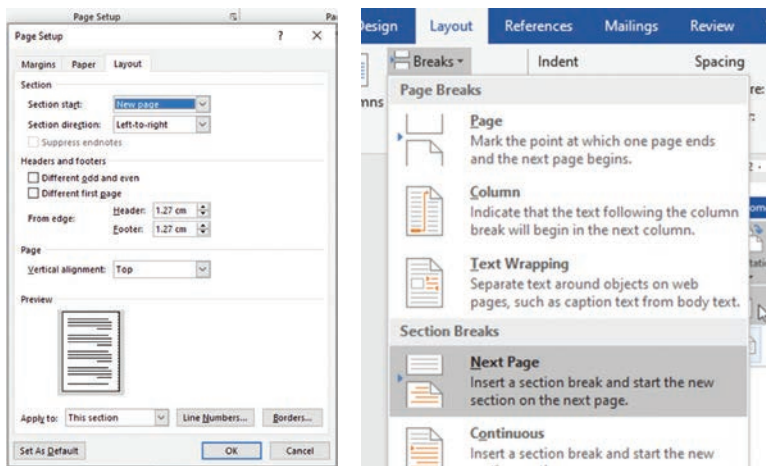 Page Setup
Pa
Page Setup ? ×
Margins Paper Layout
Section
Section start: New page
Section direction: Left-to-right
Suppress endnotes
Headers and footers
Different odd and even
Different first page
From edge:
Header: 1.27 cm
Footer: 1.27 cm
Page
Vertical alignment: Top
Preview
Apply to: This section Line Numbers... Borders...
Set As Default OK Cancel
esign Layout References Mailings Review
Breaks Indent Spacing
mns
re:
Page Breaks
Page
Mark the point at which one page ends
and the next page begins.
Column
Indicate that the text following the column
break will begin in the next column.
Text Wrapping
Separate text around objects on web
pages, such as caption text from body text.
Section Breaks
Next Page
Insert a section break and start the new
section on the next page.
Continuous
Insert a section break and start the new